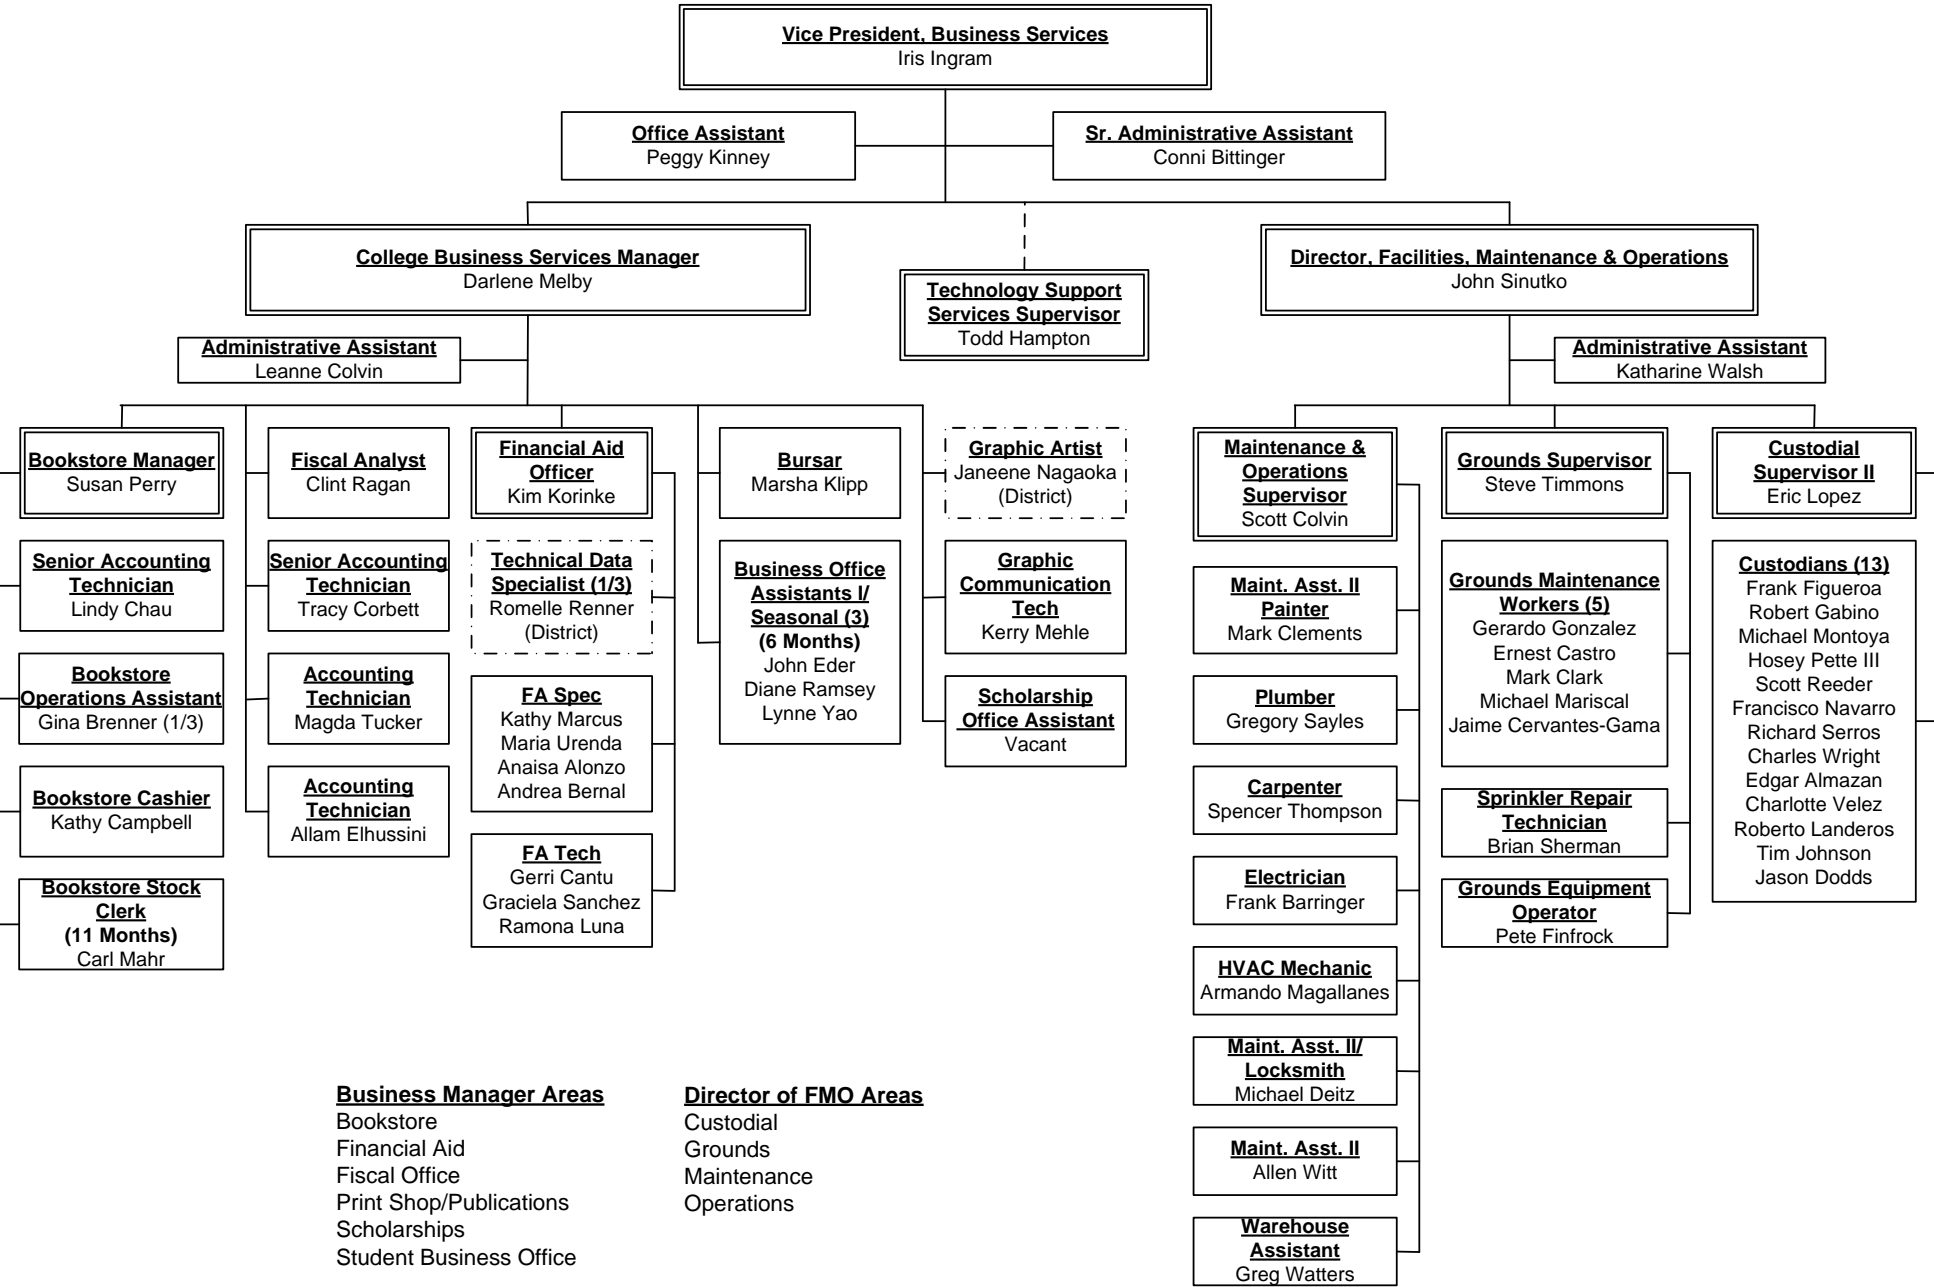 Vice President, Business Services
Iris Ingram
Office Assistant
Peggy Kinney
Sr. Administrative Assistant
Conni Bittinger
College Business Services Manager
Darlene Melby
Technology Support
Services Supervisor
Todd Hampton
Director, Facilities, Maintenance & Operations
John Sinutko
Administrative Assistant
Leanne Colvin
Administrative Assistant
Katharine Walsh
Bookstore Manager
Susan Perry
Senior Accounting
Technician
Lindy Chau
Bookstore
Operations Assistant
Gina Brenner (1/3)
Bookstore Cashier
Kathy Campbell
Bookstore Stock
Clerk
(11 Months)
Carl Mahr
Fiscal Analyst
Clint Ragan
Senior Accounting
Technician
Tracy Corbett
Accounting
Technician
Magda Tucker
Accounting
Technician
Allam Elhussini
Financial Aid
Officer
Kim Korinke
Technical Data
Specialist (1/3)
Romelle Renner
(District)
FA Spec
Kathy Marcus
Maria Urenda
Anaisa Alonzo
Andrea Bernal
FA Tech
Gerri Cantu
Graciela Sanchez
Ramona Luna
Bursar
Marsha Klipp
Business Office
Assistants I/
Seasonal (3)
(6 Months)
John Eder
Diane Ramsey
Lynne Yao
Graphic Artist
Janeene Nagaoka
(District)
Graphic
Communication
Tech
Kerry Mehle
Scholarship
Office Assistant
Vacant
Maintenance &
Operations
Supervisor
Scott Colvin
Maint. Asst. II
Painter
Mark Clements
Plumber
Gregory Sayles
Carpenter
Spencer Thompson
Electrician
Frank Barringer
HVAC Mechanic
Armando Magallanes
Maint. Asst. II/
Locksmith
Michael Deitz
Maint. Asst. II
Allen Witt
Warehouse
Assistant
Greg Watters
Grounds Supervisor
Steve Timmons
Grounds Maintenance
Workers (5)
Gerardo Gonzalez
Ernest Castro
Mark Clark
Michael Mariscal
Jaime Cervantes-Gama
Sprinkler Repair
Technician
Brian Sherman
Grounds Equipment
Operator
Pete Finfrock
Custodial
Supervisor II
Eric Lopez
Custodians (13)
Frank Figueroa
Robert Gabino
Michael Montoya
Hosey Pette III
Scott Reeder
Francisco Navarro
Richard Serros
Charles Wright
Edgar Almazan
Charlotte Velez
Roberto Landeros
Tim Johnson
Jason Dodds
Business Manager Areas
Bookstore
Financial Aid
Fiscal Office
Print Shop/Publications
Scholarships
Student Business Office
Director of FMO Areas
Custodial
Grounds
Maintenance
Operations